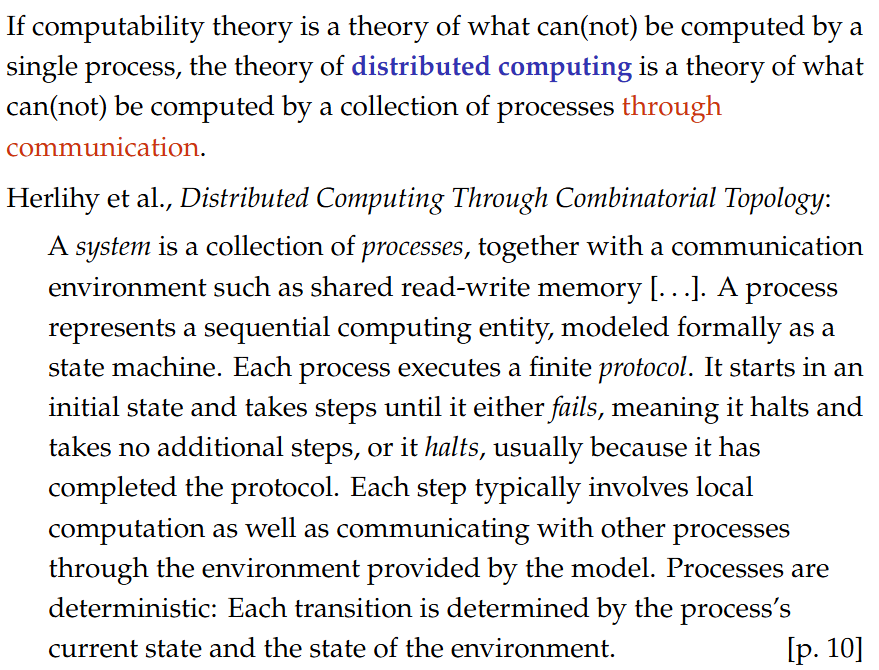 If computability theory is a theory of what can(not) be computed by a
single process, the theory of distributed computing is a theory of what
can(not) be computed by a collection of processes through
communication.
Herlihy et al., Distributed Computing Through Combinatorial Topology:
A system is a collection of processes, together with a communication
environment such as shared read-write memory [. . .]. A process
represents a sequential computing entity, modeled formally as a
state machine. Each process executes a finite protocol. It starts in an
initial state and takes steps until it either fails, meaning it halts and
takes no additional steps, or it halts, usually because it has
completed the protocol. Each step typically involves local
computation as well as communicating with other processes
through the environment provided by the model. Processes are
deterministic: Each transition is determined by the process’s
current state and the state of the environment. [p. 10]